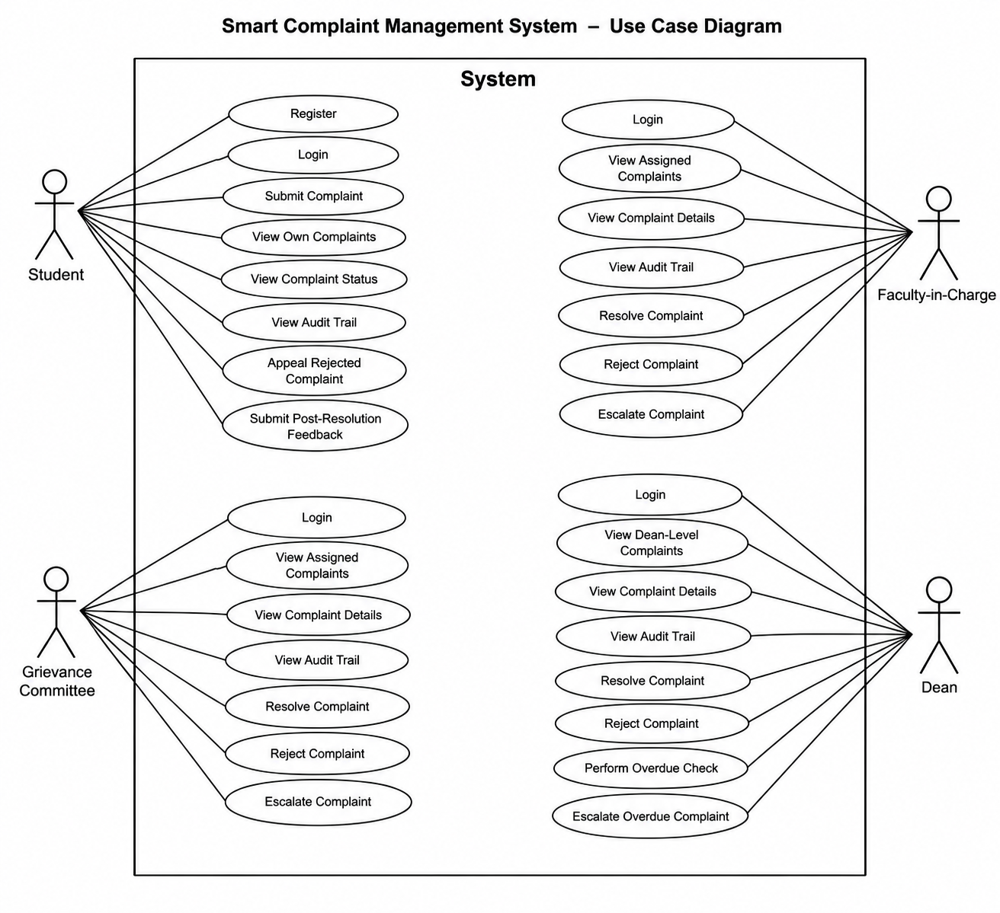 Smart Complaint Management System – Use Case Diagram
System
Register
Login
Submit Complaint
View Own Complaints
View Complaint Status
View Audit Trail
Appeal Rejected
Complaint
Submit Post-Resolution
Feedback
Student
Login
View Assigned
Complaints
View Complaint Details
View Audit Trail
Resolve Complaint
Reject Complaint
Escalate Complaint
Faculty-in-Charge
Login
View Assigned
Complaints
View Complaint Details
View Audit Trail
Resolve Complaint
Reject Complaint
Escalate Complaint
Grievance
Committee
Login
View Dean-Level
Complaints
View Complaint Details
View Audit Trail
Resolve Complaint
Reject Complaint
Perform Overdue Check
Escalate Overdue Complaint
Dean